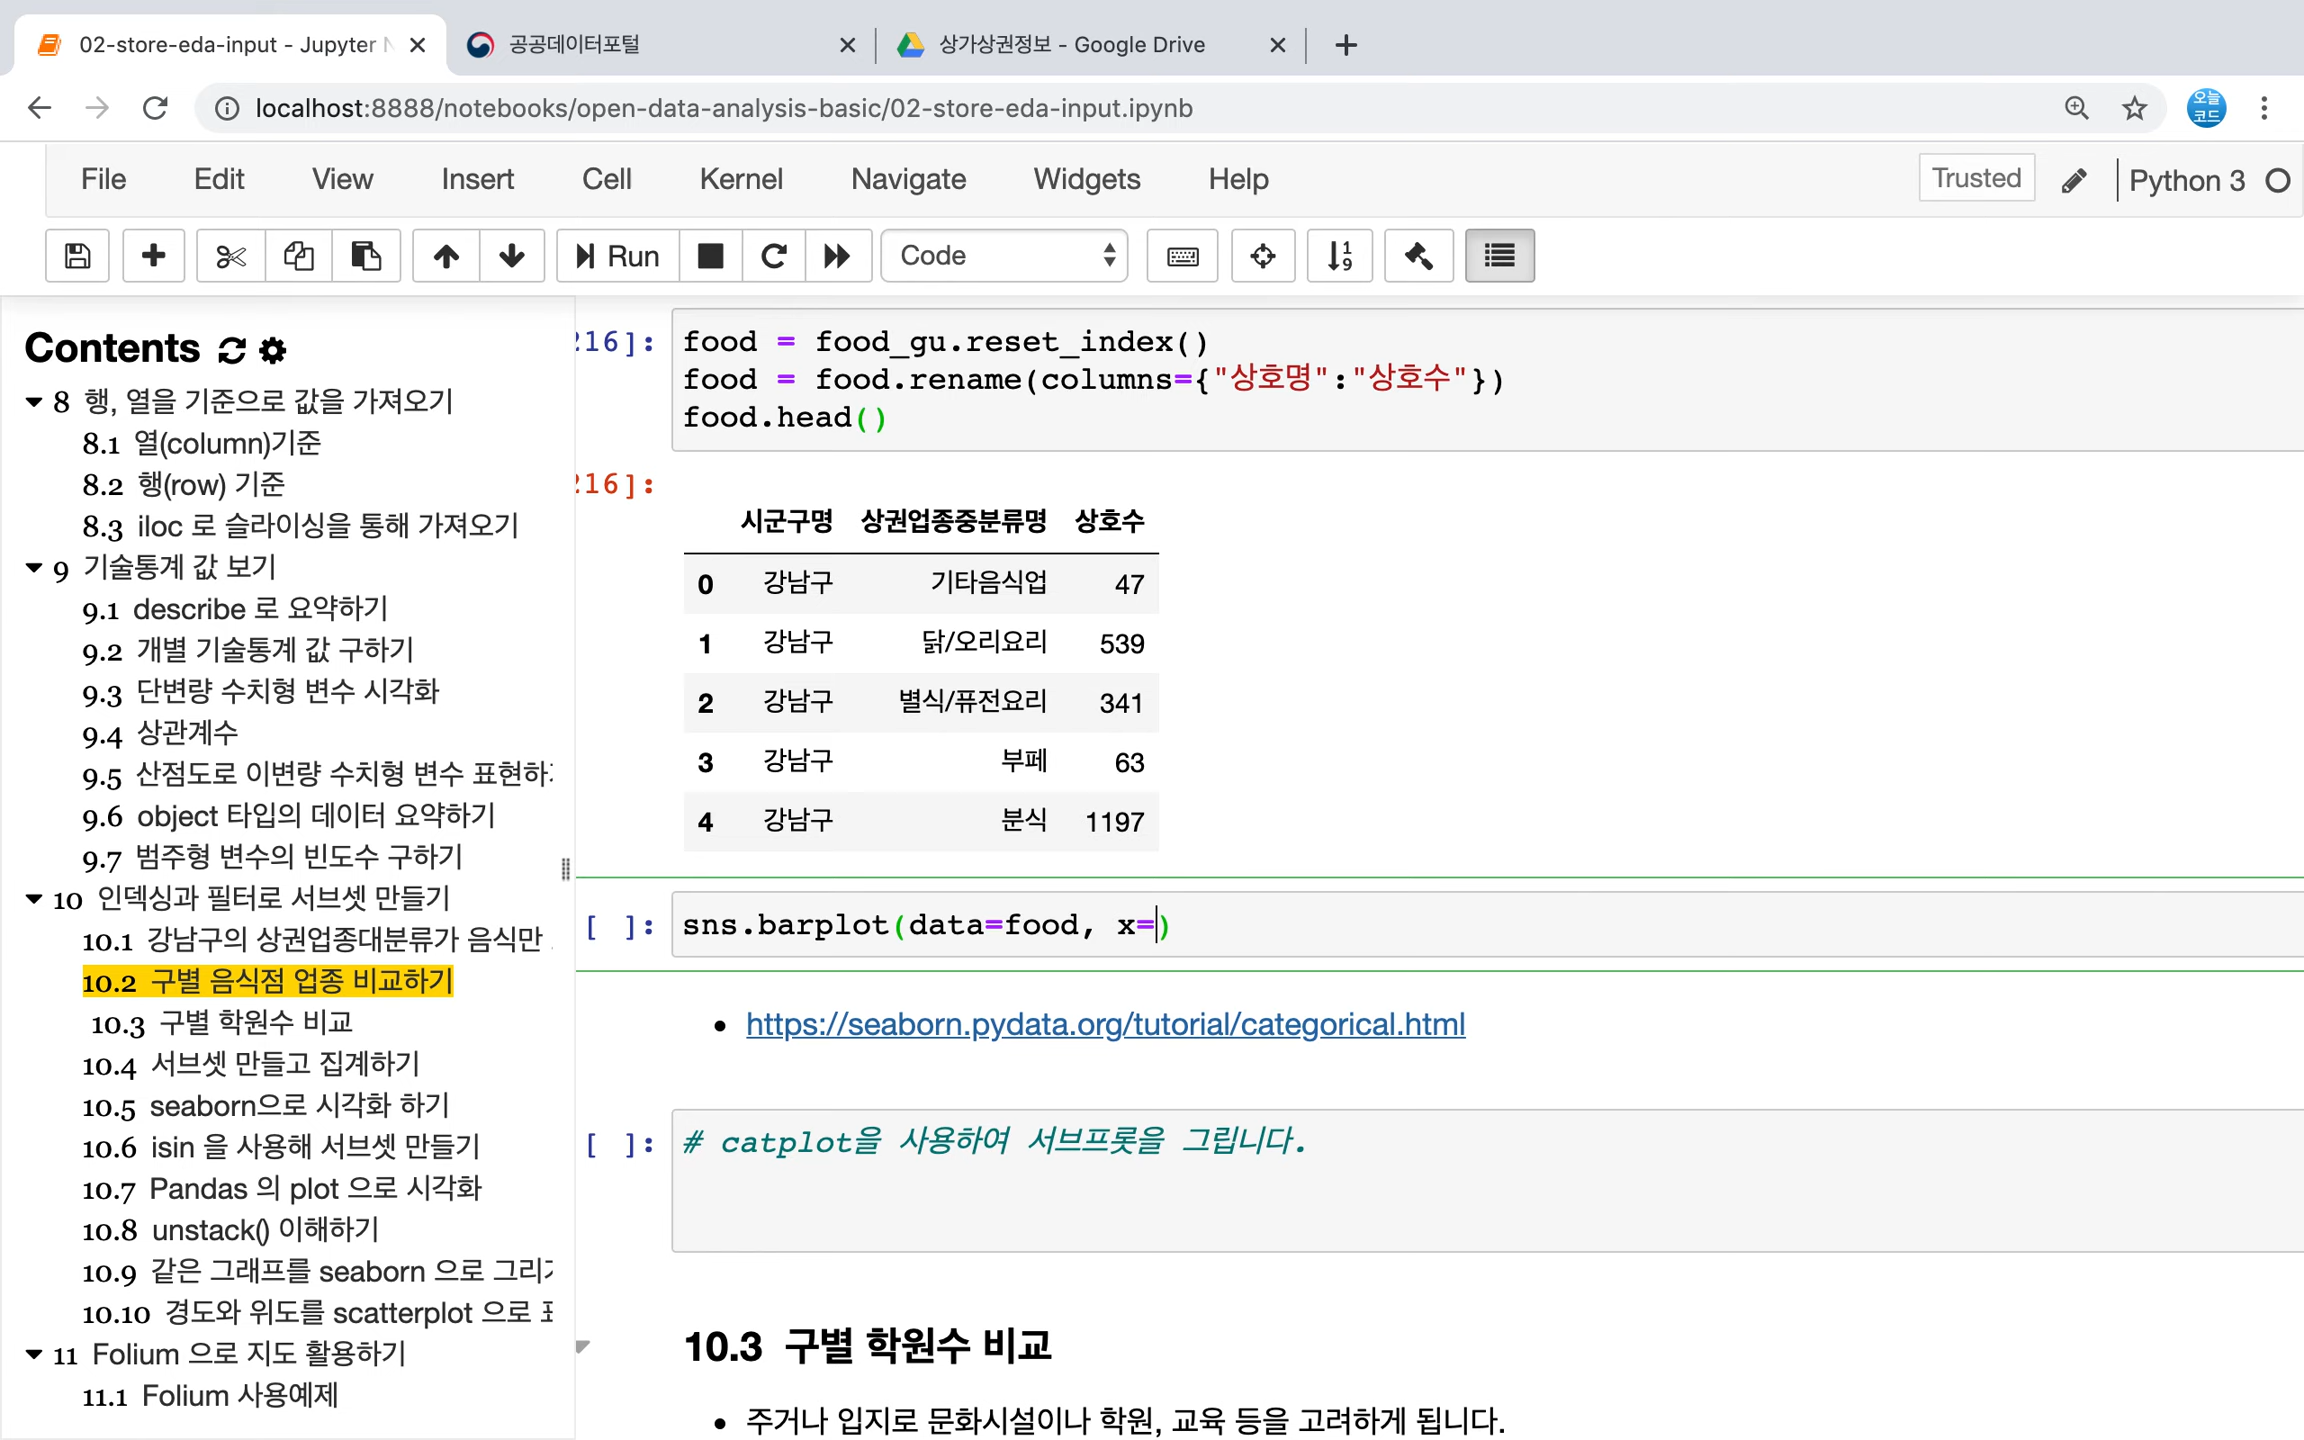 02-store-eda-input - Jupyter N
공공데이터포털
상가상권정보 - Google Drive
localhost:8888/notebooks/open-data-analysis-basic/02-store-eda-input.ipynb
오늘
코드
File Edit View Insert Cell Kernel Navigate Widgets Help
Trusted
Python 3
Run
Code
Contents
8 행, 열을 기준으로 값을 가져오기
8.1 열(column)기준
8.2 행(row) 기준
8.3 iloc 로 슬라이싱을 통해 가져오기
9 기술통계 값 보기
9.1 describe 로 요약하기
9.2 개별 기술통계 값 구하기
9.3 단변량 수치형 변수 시각화
9.4 상관계수
9.5 산점도로 이변량 수치형 변수 표현하
9.6 object 타입의 데이터 요약하기
9.7 범주형 변수의 빈도수 구하기
10 인덱싱과 필터로 서브셋 만들기
10.1 강남구의 상권업종대분류가 음식만
10.2 구별 음식점 업종 비교하기
10.3 구별 학원수 비교
10.4 서브셋 만들고 집계하기
10.5 seaborn으로 시각화 하기
10.6 isin 을 사용해 서브셋 만들기
10.7 Pandas 의 plot 으로 시각화
10.8 unstack() 이해하기
10.9 같은 그래프를 seaborn 으로 그리
10.10 경도와 위도를 scatterplot 으로
11 Folium 으로 지도 활용하기
11.1 Folium 사용예제
216]:
food = food_gu.reset_index()
food = food.rename(columns={"상호명":"상호수"})
food.head()
216]:
시군구명 상권업종중분류명 상호수
0 강남구 기타음식업 47
1 강남구 닭/오리요리 539
2 강남구 별식/퓨전요리 341
3 강남구 부페 63
4 강남구 분식 1197
[ ]: sns.barplot(data=food, x=)
• https://seaborn.pydata.org/tutorial/categorical.html
[ ]: # catplot을 사용하여 서브프롯을 그립니다.
10.3 구별 학원수 비교
• 주거나 입지로 문화시설이나 학원, 교육 등을 고려하게 됩니다.